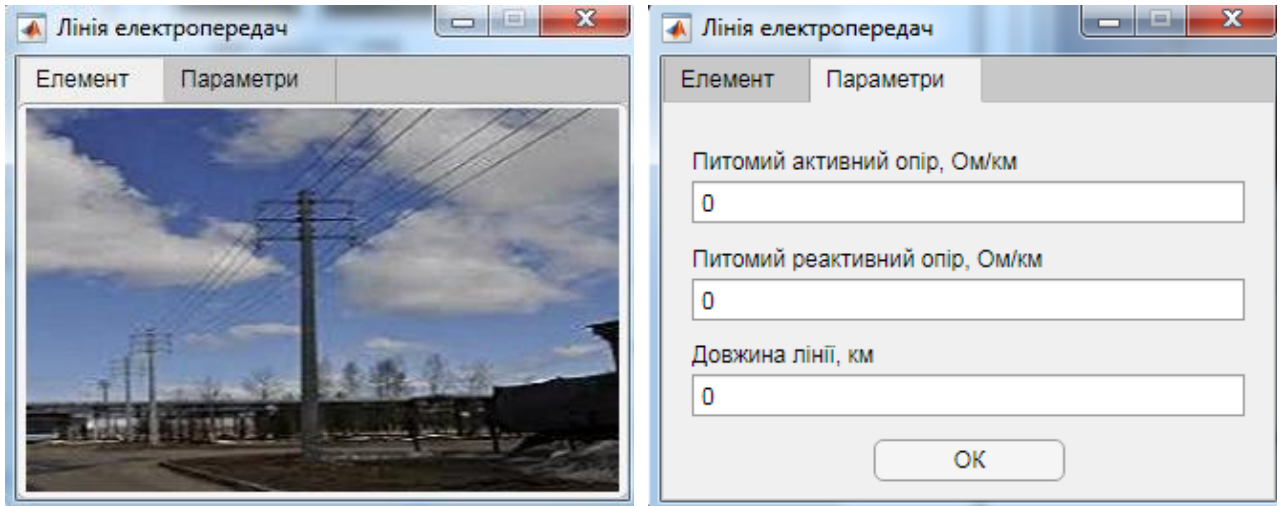 Лінія електропередач
Елемент Параметри
Лінія електропередач
Елемент Параметри
Питомий активний опір, Ом/км
0
Питомий реактивний опір, Ом/км
0
Довжина лінії, км
0
ОК